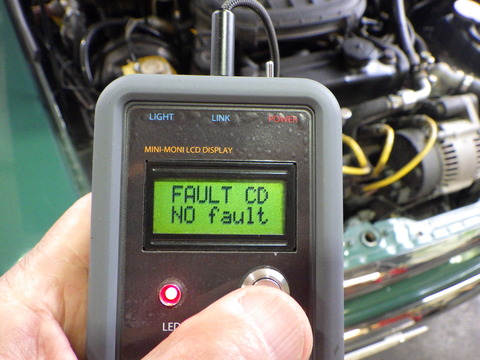 LIGHT LINK POWER
MINI-MONI LCD DISPLAY
FAULT CD
NO fault
LED